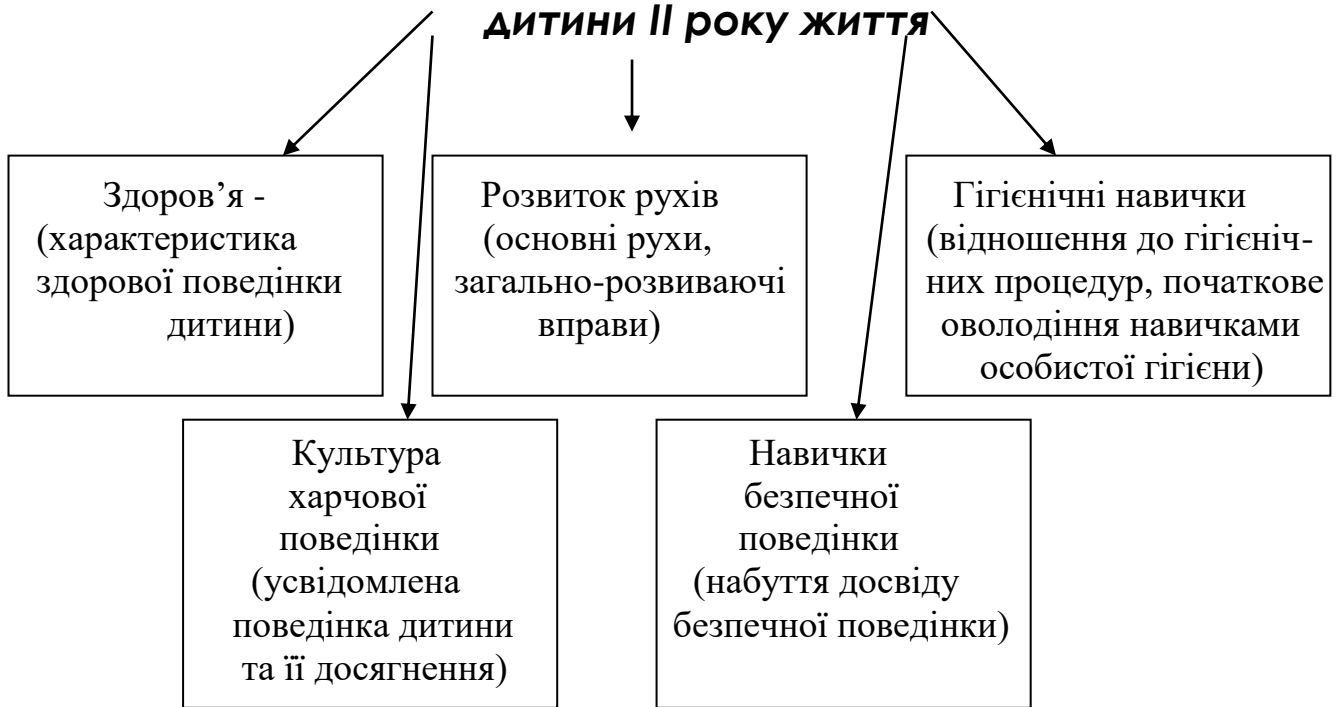 дитини ІІ року життя
Здоров’я -
(характеристика
здорової поведінки
дитини)
Розвиток рухів
(основні рухи,
загально-розвиваючі
вправи)
Гігієнічні навички
(відношення до гігієніч-
них процедур, початкове
оволодіння навичками
особистої гігієни)
Культура
харчової
поведінки
(усвідомлена
поведінка дитини
та її досягнення)
Навички
безпечної
поведінки
(набуття досвіду
безпечної поведінки)